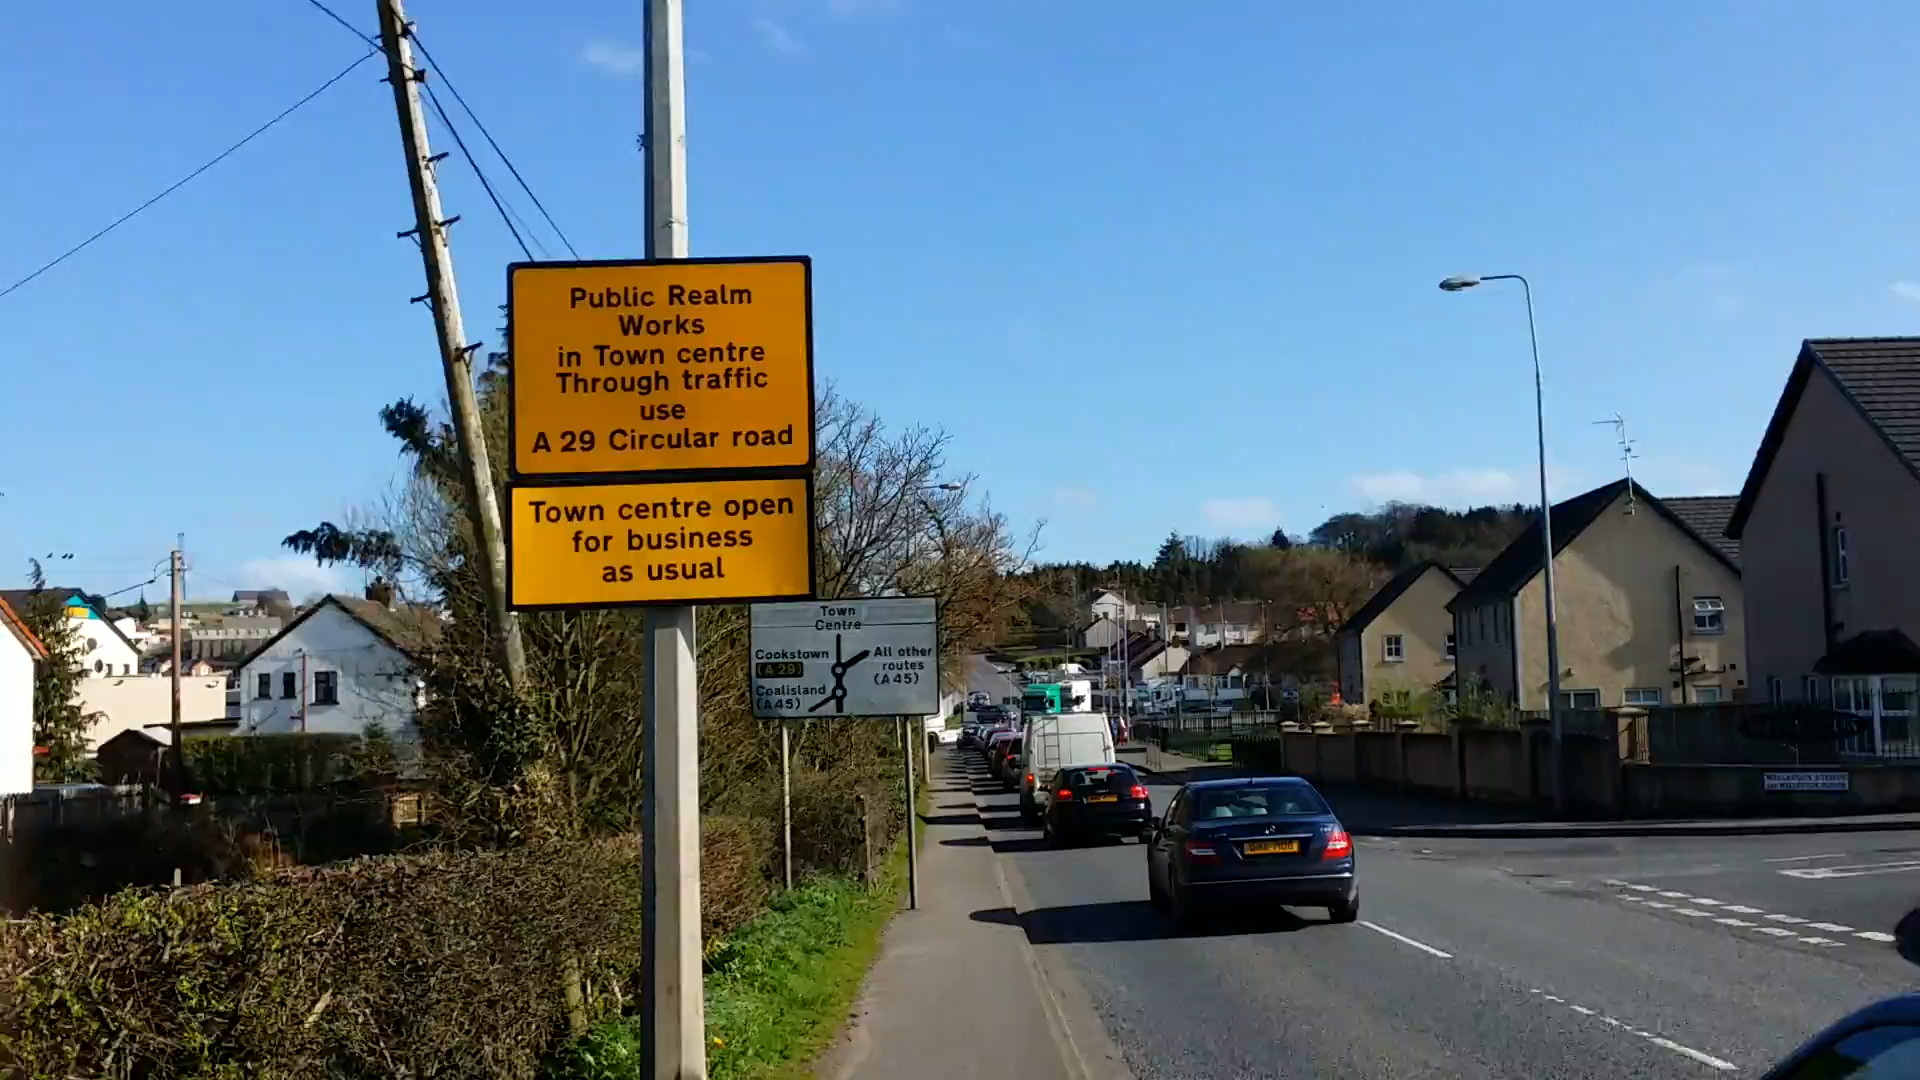 Public Realm
Works
in Town centre
Through traffic
use
A 29 Circular road
Town centre open
for business
as usual
Town
Centre
Cookstown
(A 29)
All other
routes
(A 45)
Coalisland
(A 45)